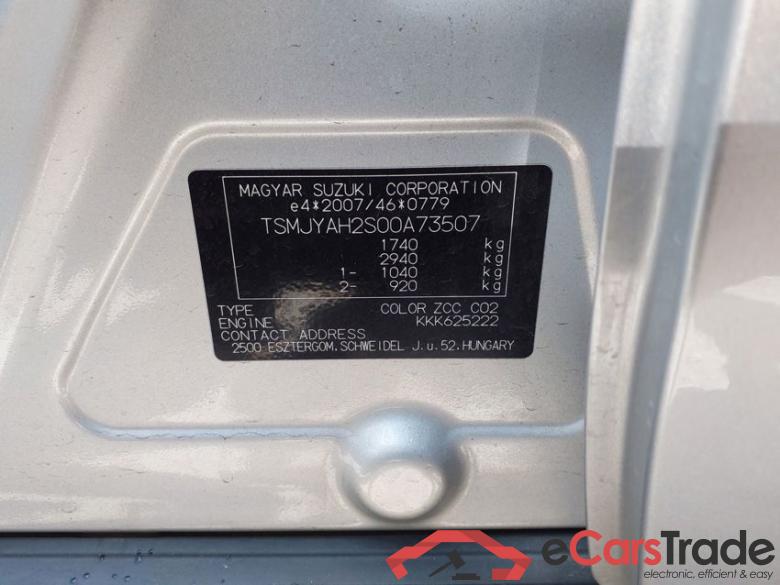 MAGYAR SUZUKI CORPORATION
e4*2007/46*0779
TSMJYAH2S00A73507
1740 kg
2940 kg
1- 1040 kg
2- 920 kg
TYPE COLOR ZCC C02
ENGINE KKK625222
CONTACT ADDRESS
2500 ESZTERGOM.SCHWEIDEL J.u.52.HUNGARY
eCarsTrade
electronic, efficient & easy